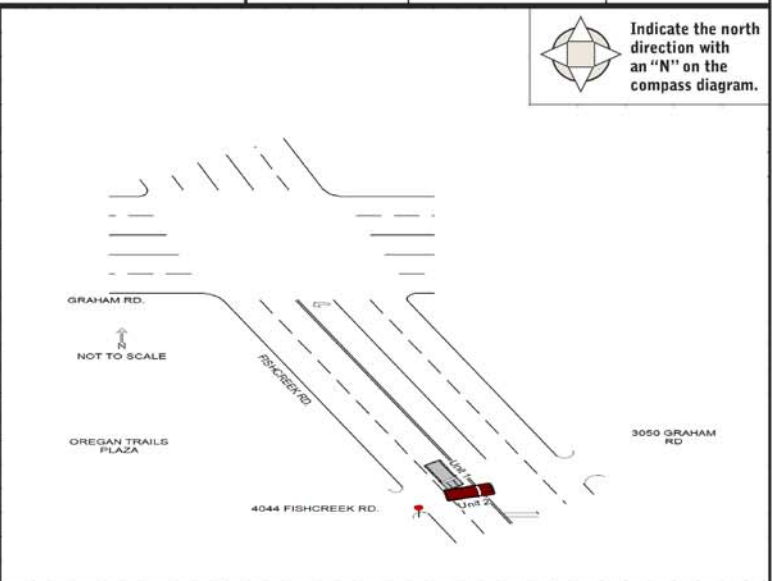 Indicate the north
direction with
an “N” on the
compass diagram.
GRAHAM RD.
N
NOT TO SCALE
FISHCREEK RD.
OREGAN TRAILS
PLAZA
3050 GRAHAM
RD
Unit 1
Unit 2
4044 FISHCREEK RD.